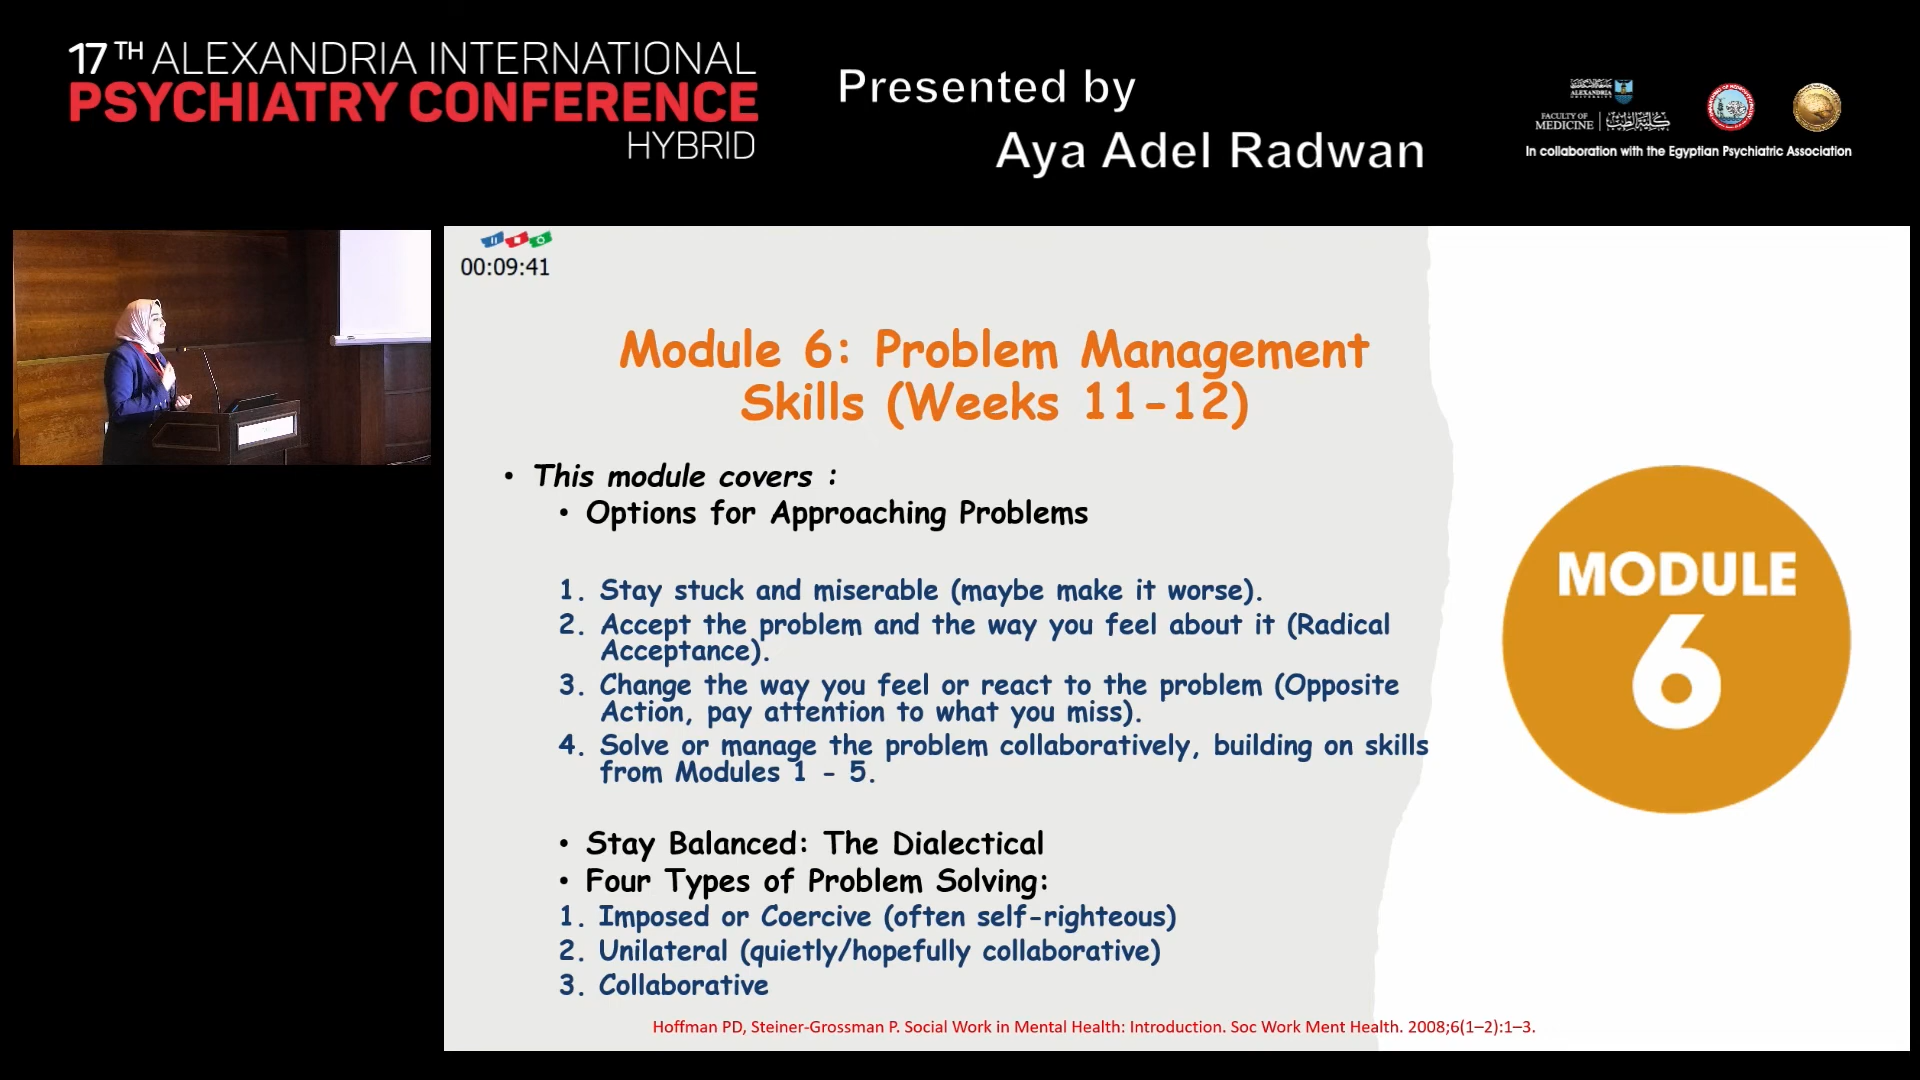 17TH ALEXANDRIA INTERNATIONAL
PSYCHIATRY CONFERENCE
HYBRID
Presented by
Aya Adel Radwan
ALEXANDRIA
FACULTY OF
MEDICINE
كلية الطب
In collaboration with the Egyptian Psychiatric Association
00:09:41
Module 6: Problem Management
Skills (Weeks 11-12)
• This module covers :
• Options for Approaching Problems
1. Stay stuck and miserable (maybe make it worse).
2. Accept the problem and the way you feel about it (Radical
Acceptance).
3. Change the way you feel or react to the problem (Opposite
Action, pay attention to what you miss).
4. Solve or manage the problem collaboratively, building on skills
from Modules 1 - 5.
• Stay Balanced: The Dialectical
• Four Types of Problem Solving:
1. Imposed or Coercive (often self-righteous)
2. Unilateral (quietly/hopefully collaborative)
3. Collaborative
Hoffman PD, Steiner-Grossman P. Social Work in Mental Health: Introduction. Soc Work Ment Health. 2008;6(1–2):1–3.
MODULE
6